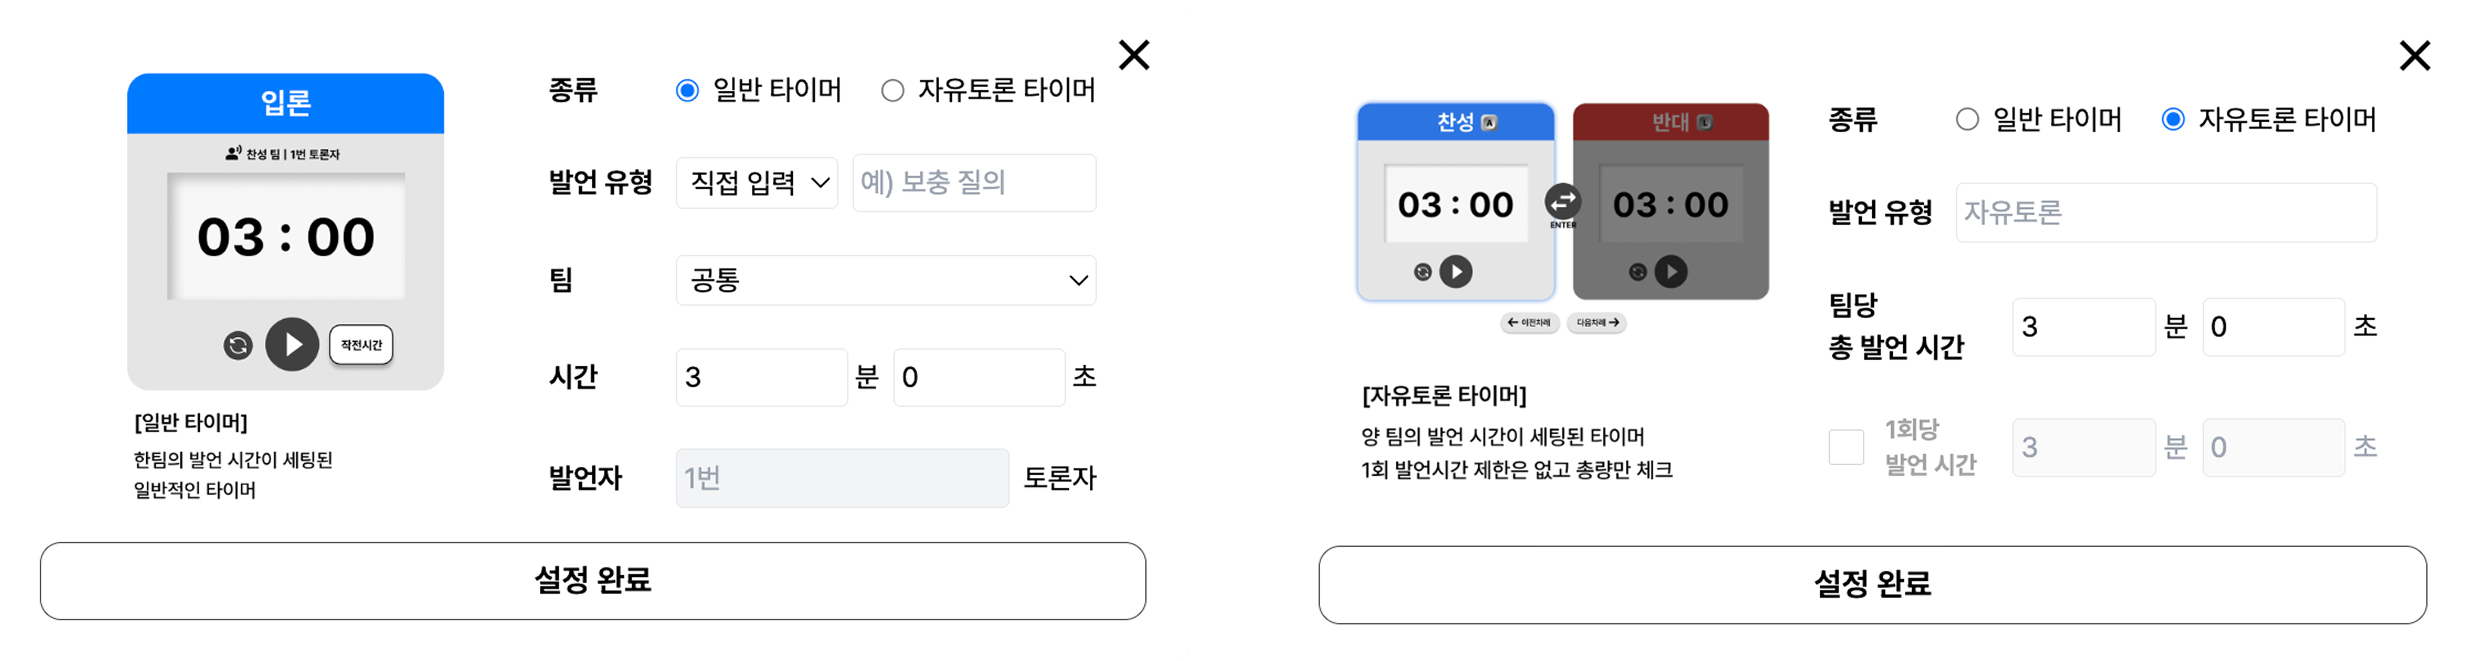 입론
찬성 팀 | 1번 토론자
03 : 00
작전시간
[일반 타이머]
한팀의 발언 시간이 세팅된
일반적인 타이머
종류 일반 타이머 자유토론 타이머
발언 유형 직접 입력 예) 보충 질의
팀 공통
시간 3 분 0 초
발언자 1번 토론자
설정 완료
찬성 A 반대 L
03 : 00 03 : 00
ENTER
이전차례 다음차례
[자유토론 타이머]
양 팀의 발언 시간이 세팅된 타이머
1회 발언시간 제한은 없고 총량만 체크
종류 일반 타이머 자유토론 타이머
발언 유형 자유토론
팀당
총 발언 시간 3 분 0 초
1회당
발언 시간 3 분 0 초
설정 완료